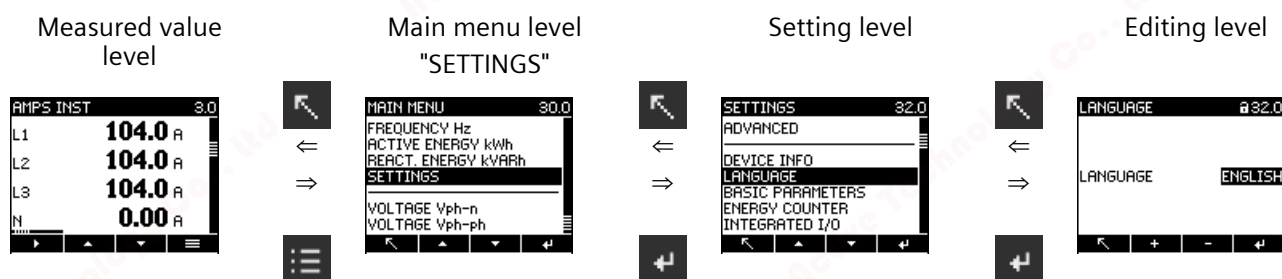 Measured value
level
Main menu level
"SETTINGS"
Setting level
Editing level
AMPS INST 3.0
L1 104.0 A
L2 104.0 A
L3 104.0 A
N 0.00 A
MAIN MENU 30.0
FREQUENCY Hz
ACTIVE ENERGY kWh
REACT. ENERGY kVARh
SETTINGS
VOLTAGE Vph-n
VOLTAGE Vph-ph
SETTINGS 32.0
ADVANCED
DEVICE INFO
LANGUAGE
BASIC PARAMETERS
ENERGY COUNTER
INTEGRATED I/O
LANGUAGE 32.0
LANGUAGE ENGLISH